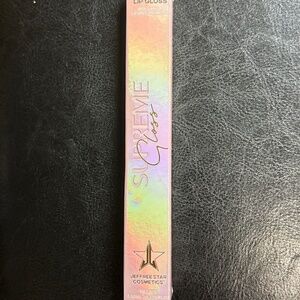 LIP GLOSS
SUPREME
Gloss
JEFFREE STAR
COSMETICS